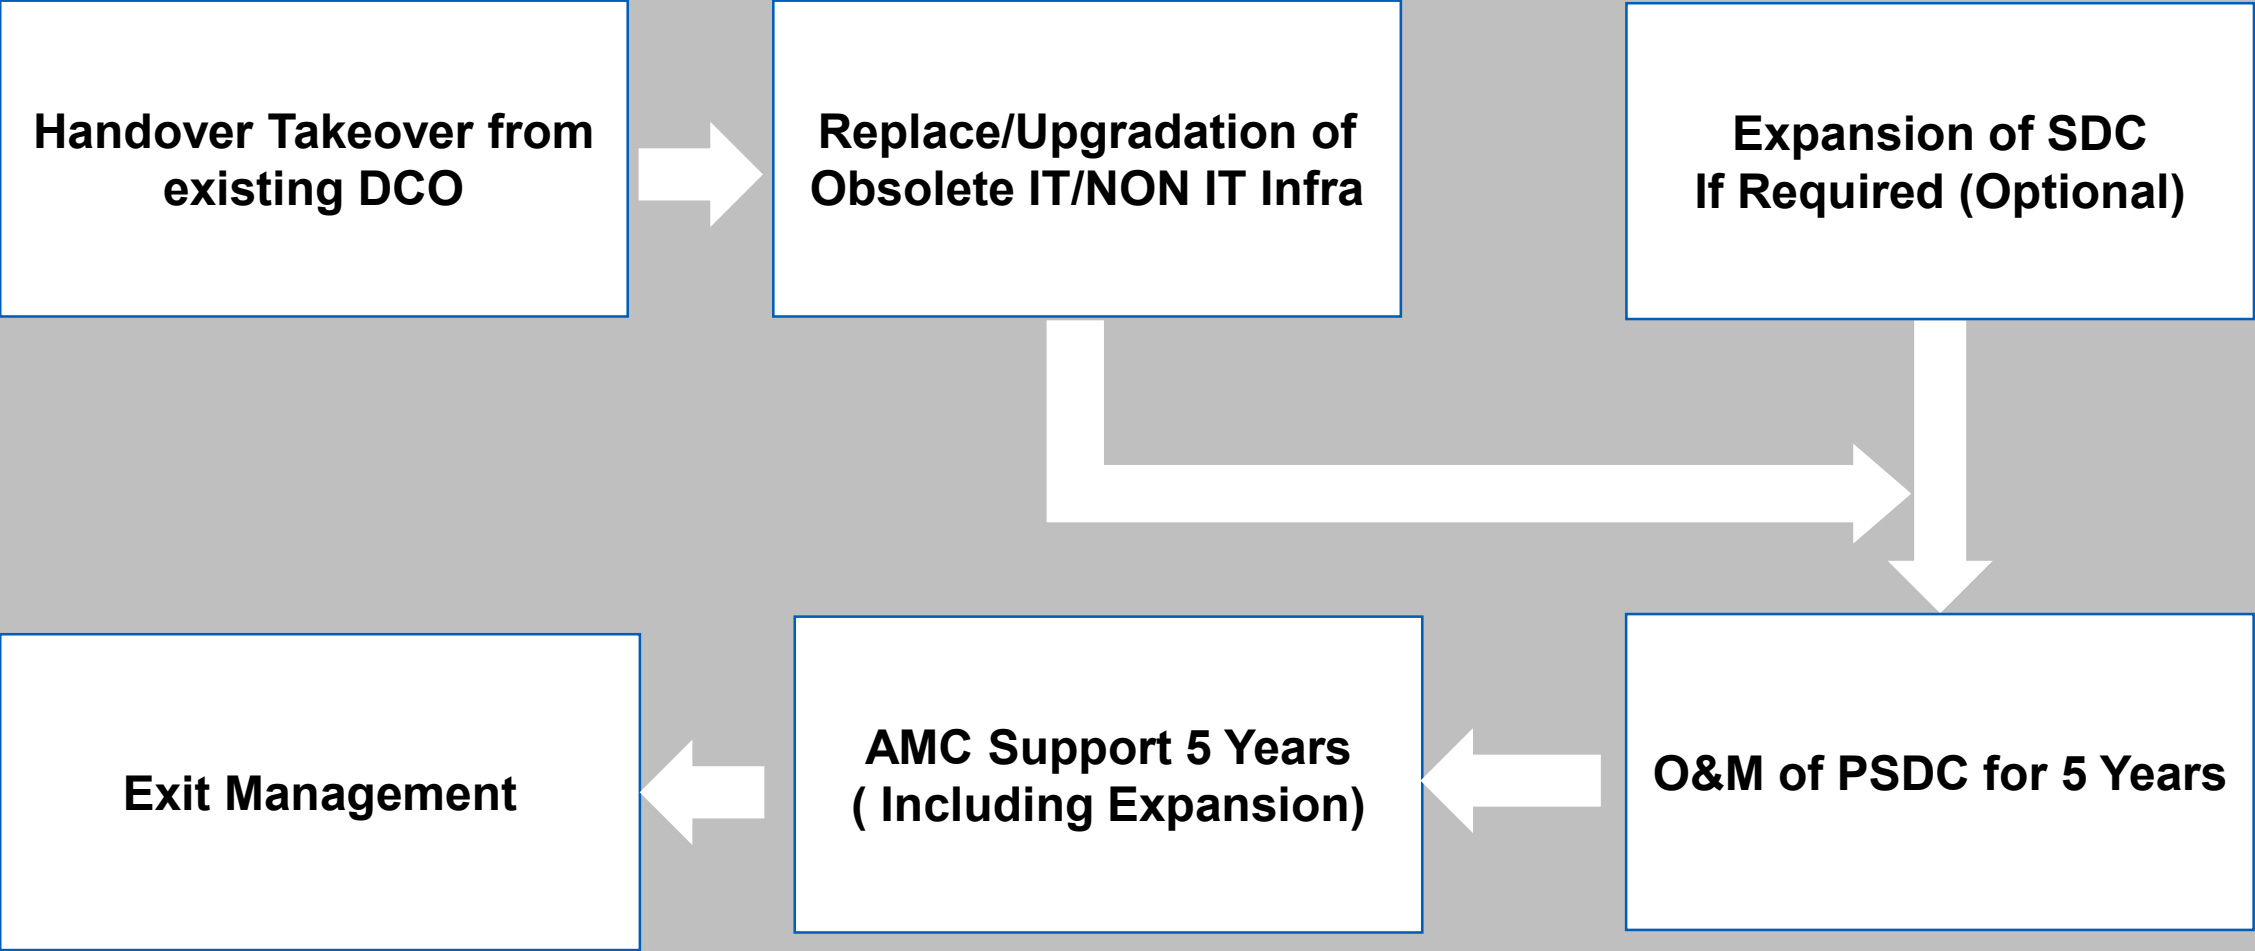 Handover Takeover from
existing DCO
Replace/Upgradation of
Obsolete IT/NON IT Infra
Expansion of SDC
If Required (Optional)
O&M of PSDC for 5 Years
AMC Support 5 Years
( Including Expansion)
Exit Management